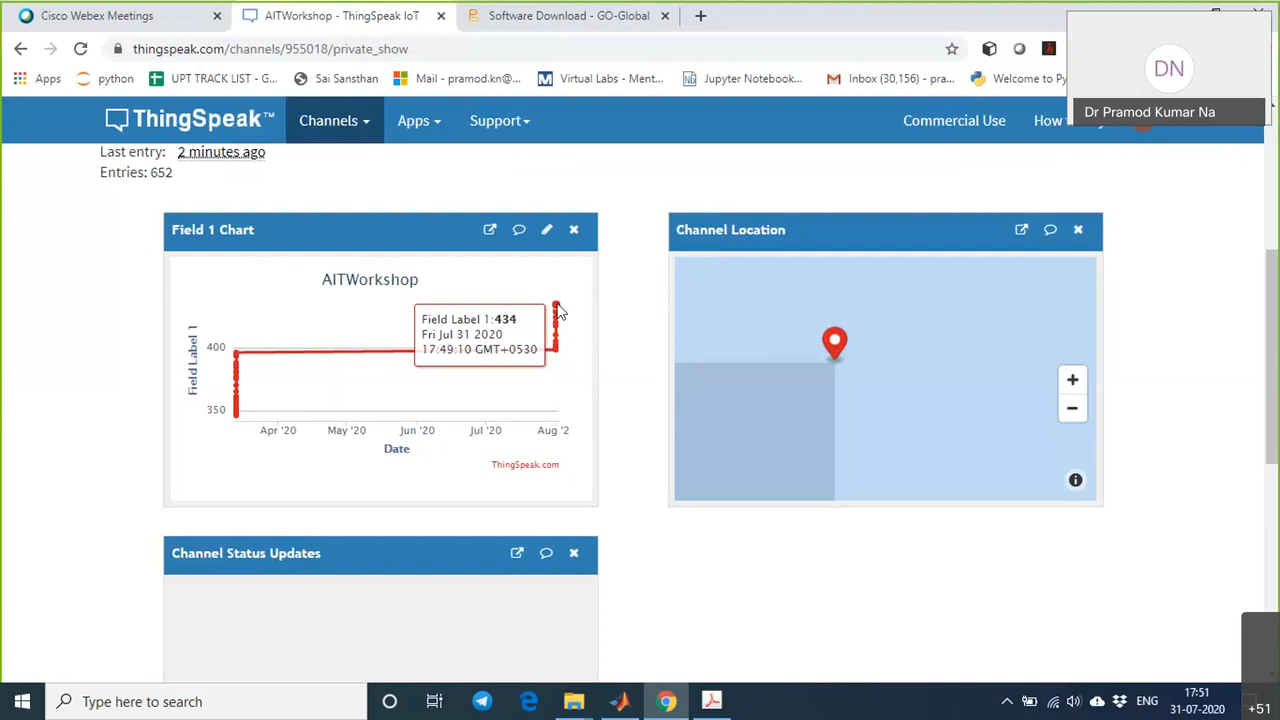 Cisco Webex Meetings
AITWorkshop - ThingSpeak IoT
Software Download - GO-Global
thingspeak.com/channels/955018/private_show
DN
Dr Pramod Kumar Na
Apps
python
UPT TRACK LIST - G...
Sai Sansthan
Mail - pramod.kn@...
Virtual Labs - Ment...
Jupyter Notebook...
Inbox (30,156) - pra...
Welcome to Py
ThingSpeak™
Channels
Apps
Support
Commercial Use
How
Last entry: 2 minutes ago
Entries: 652
Field 1 Chart
AITWorkshop
Field Label 1
400
350
Field Label 1:434
Fri Jul 31 2020
17:49:10 GMT+0530
Apr '20
May '20
Jun '20
Jul '20
Aug '2
Date
ThingSpeak.com
Channel Location
+
−
Channel Status Updates
Type here to search
ENG
17:51
31-07-2020
+51